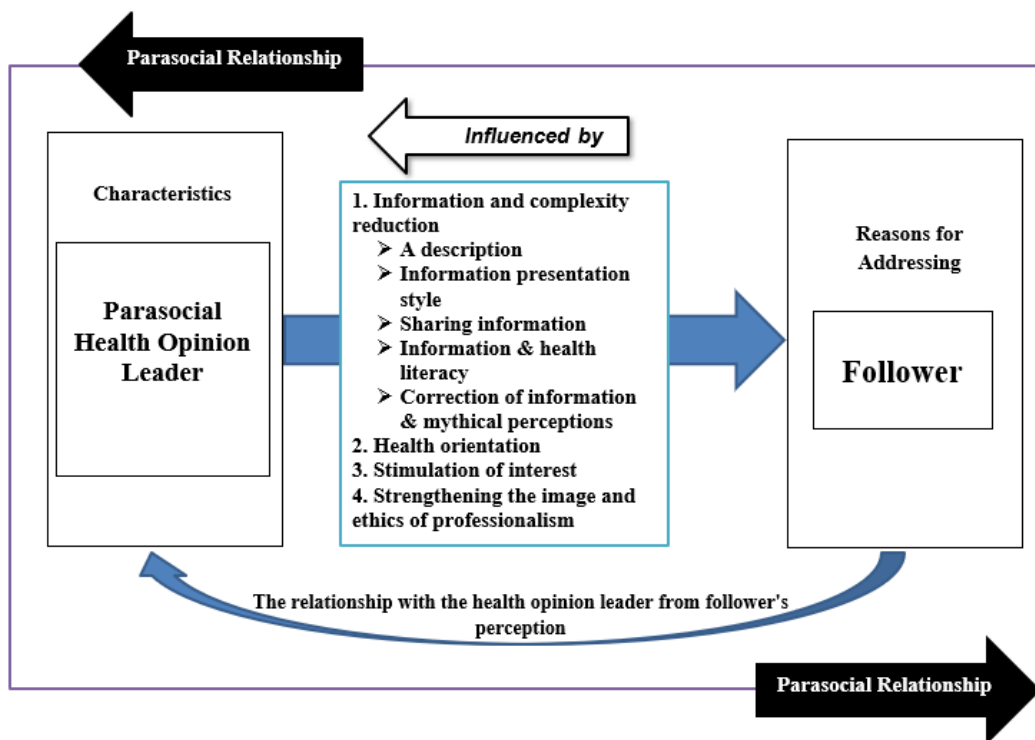 Parasocial Relationship
Influenced by
Characteristics
Parasocial
Health Opinion
Leader
1. Information and complexity
reduction
➢ A description
➢ Information presentation
style
➢ Sharing information
➢ Information & health
literacy
➢ Correction of information
& mythical perceptions
2. Health orientation
3. Stimulation of interest
4. Strengthening the image and
ethics of professionalism
Reasons for
Addressing
Follower
The relationship with the health opinion leader from follower's
perception
Parasocial Relationship